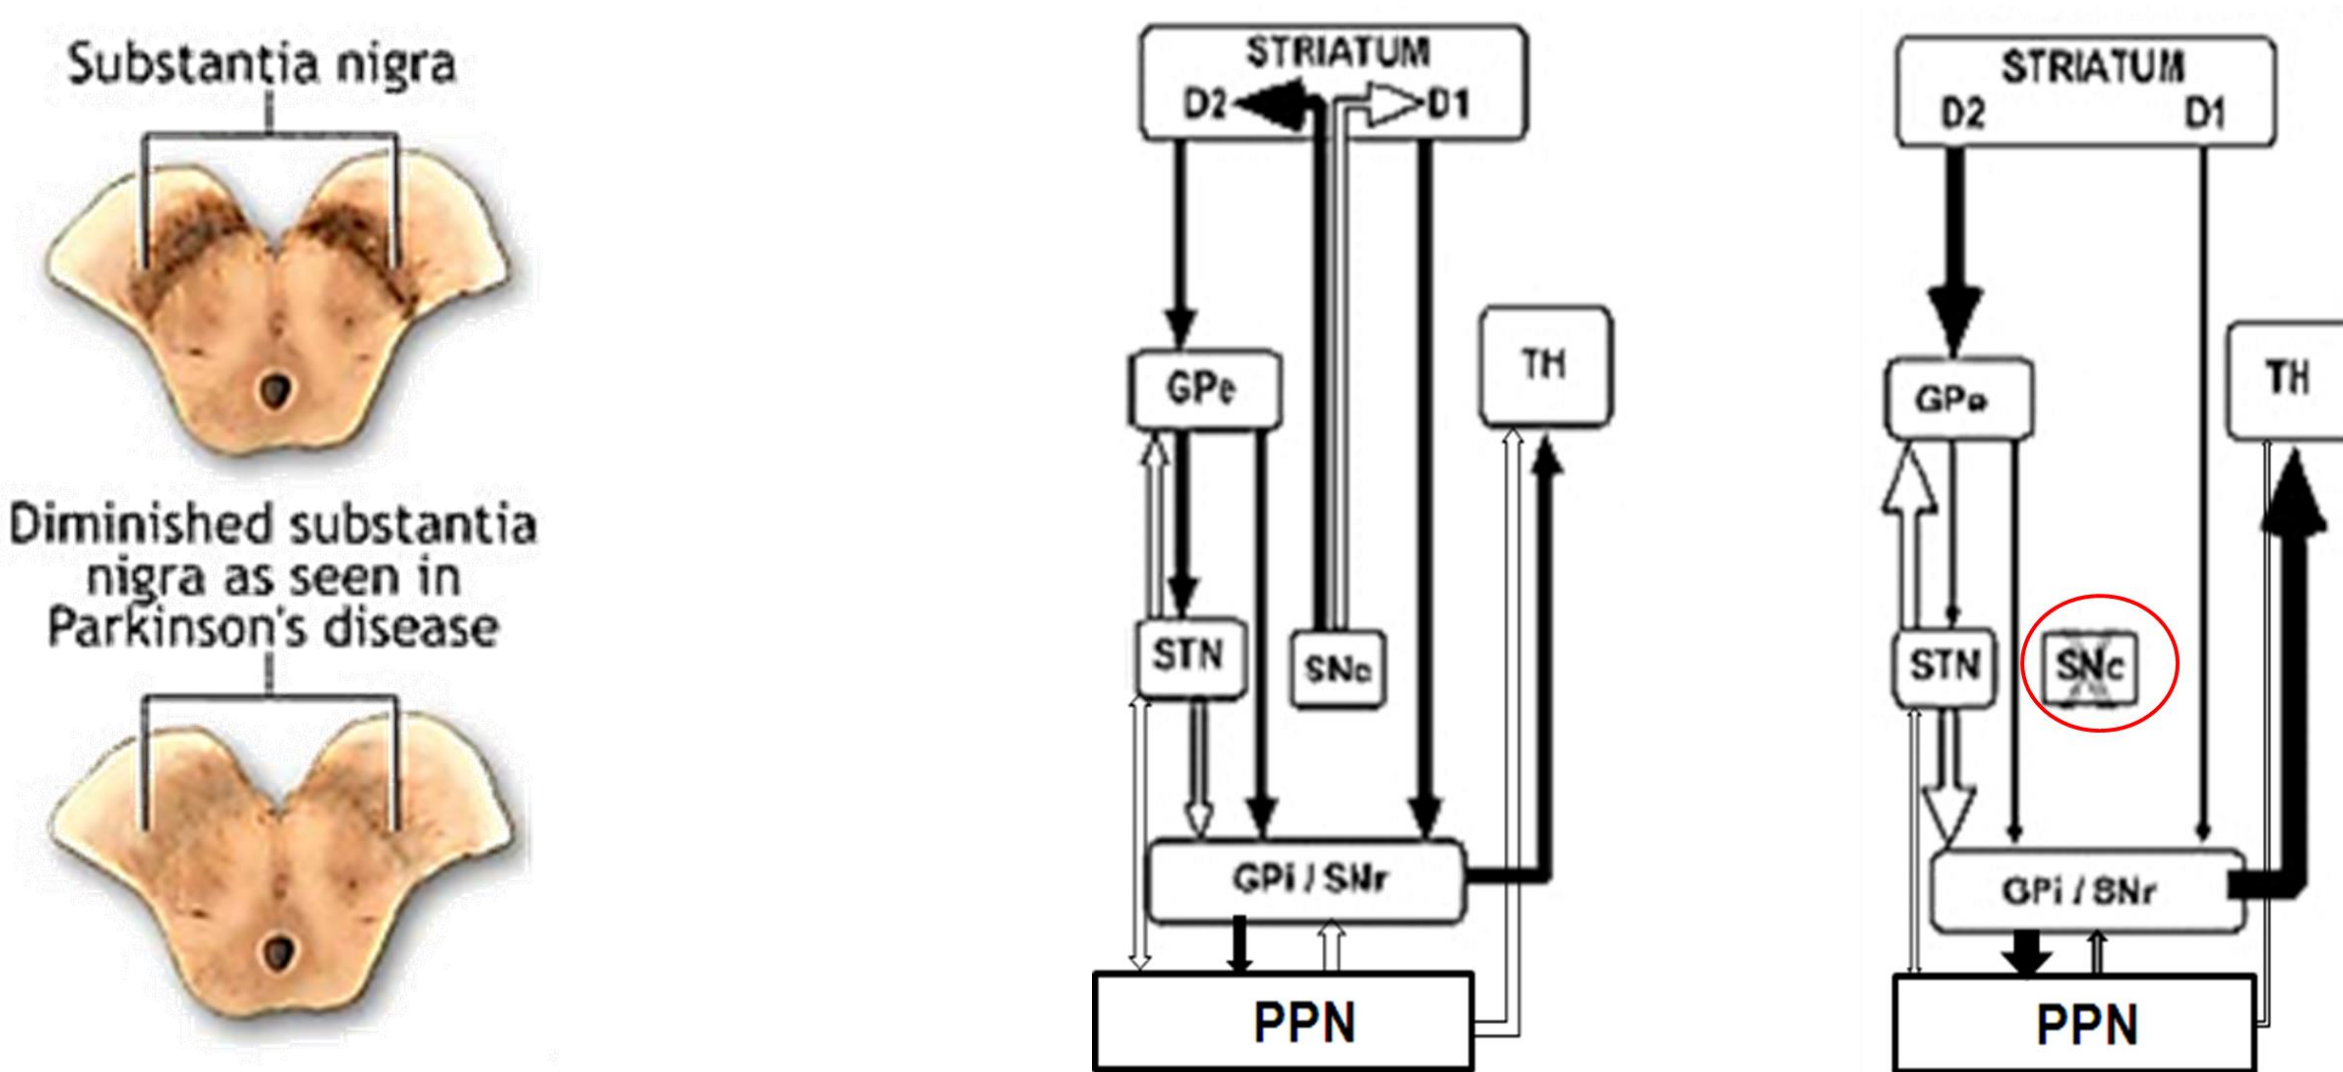 Substantia nigra
Diminished substantia
nigra as seen in
Parkinson's disease
STRIATUM
D2 D1
GPe
TH
STN
SNc
GPi / SNr
PPN
STRIATUM
D2 D1
GPe
TH
STN
SNc
GPi / SNr
PPN